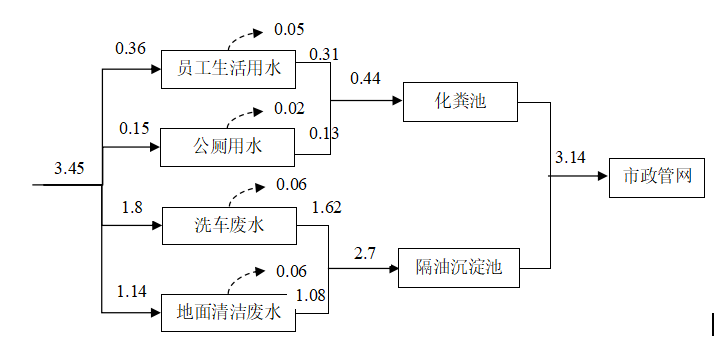 0.05
0.36
员工生活用水
0.31
0.44
化粪池
0.02
0.15
公厕用水
0.13
3.45
3.14
市政管网
0.06
1.8
洗车废水
1.62
2.7
隔油沉淀池
0.06
1.14
地面清洁废水
1.08